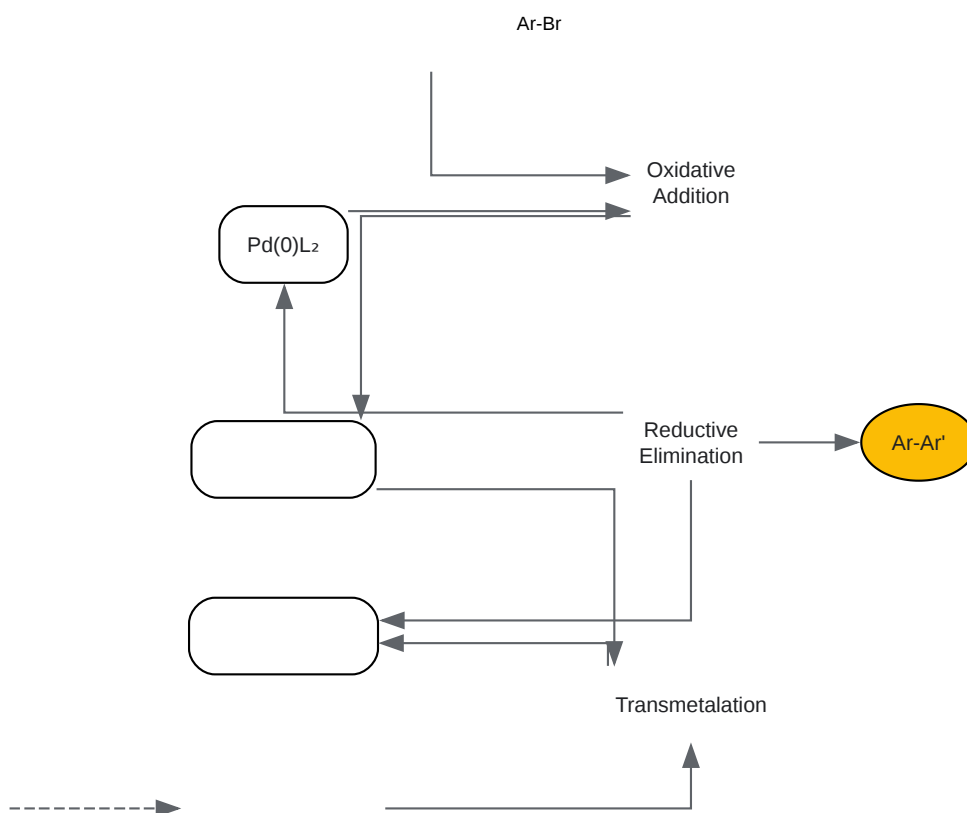 Ar-Br
Oxidative
Addition
Pd(0)L₂
Reductive
Elimination
Ar-Ar'
Transmetalation